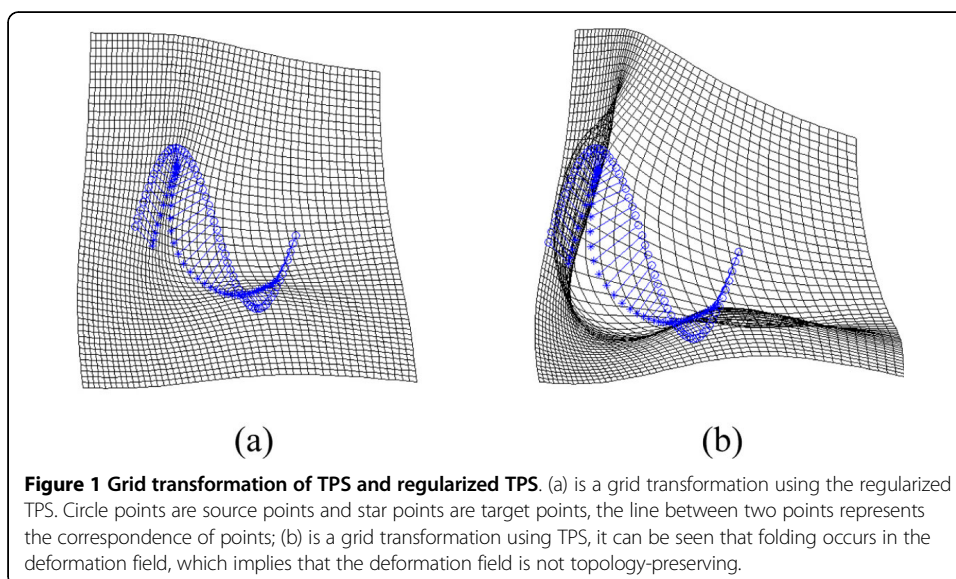 (a)
(b)
Figure 1 Grid transformation of TPS and regularized TPS. (a) is a grid transformation using the regularized
TPS. Circle points are source points and star points are target points, the line between two points represents
the correspondence of points; (b) is a grid transformation using TPS, it can be seen that folding occurs in the
deformation field, which implies that the deformation field is not topology-preserving.